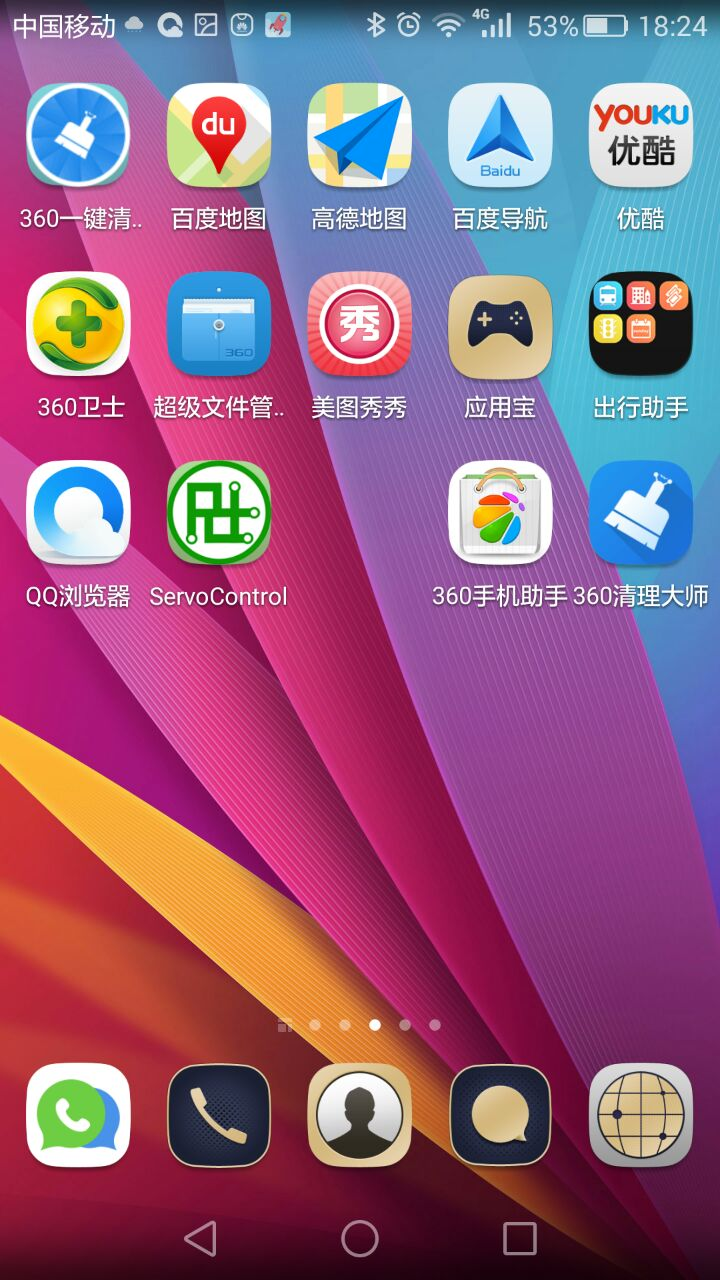 中国移动 4G 53% 18:24
du Baidu YOUKU 优酷
360一键清.. 百度地图 高德地图 百度导航 优酷
360 秀
360卫士 超级文件管.. 美图秀秀 应用宝 出行助手
QQ浏览器 ServoControl 360手机助手 360清理大师